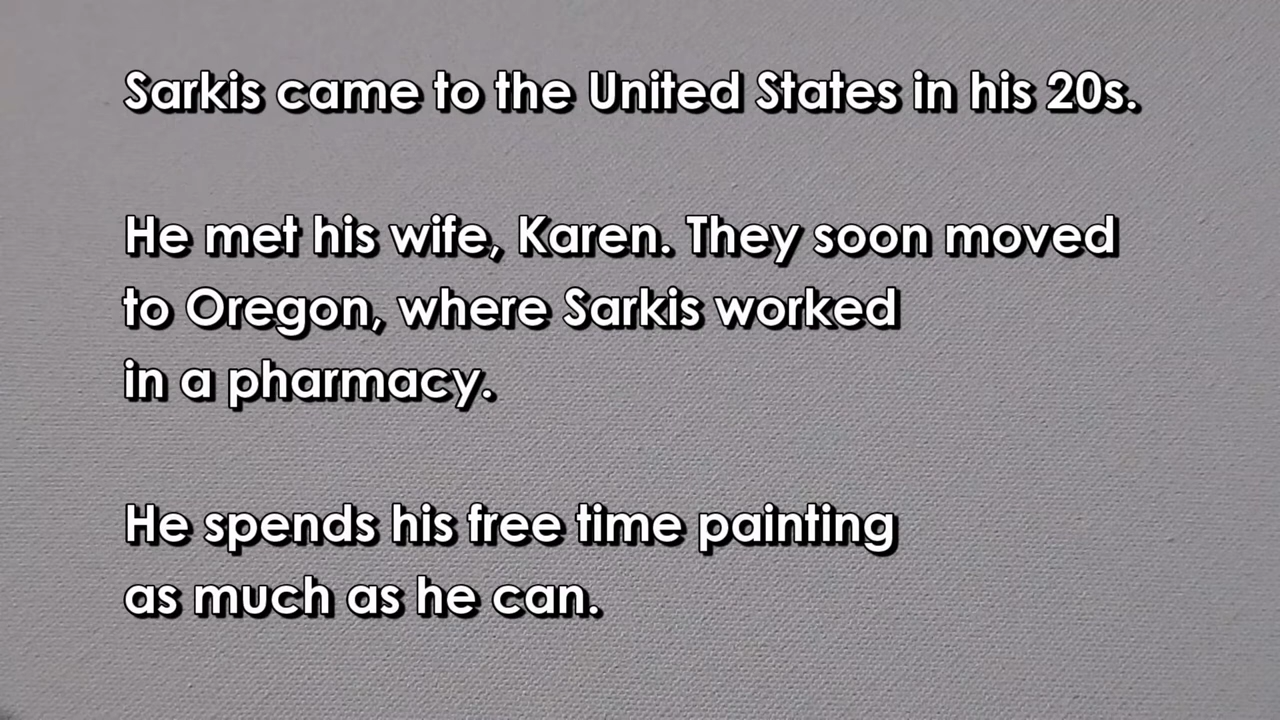 Sarkis came to the United States in his 20s.
He met his wife, Karen. They soon moved
to Oregon, where Sarkis worked
in a pharmacy.
He spends his free time painting
as much as he can.